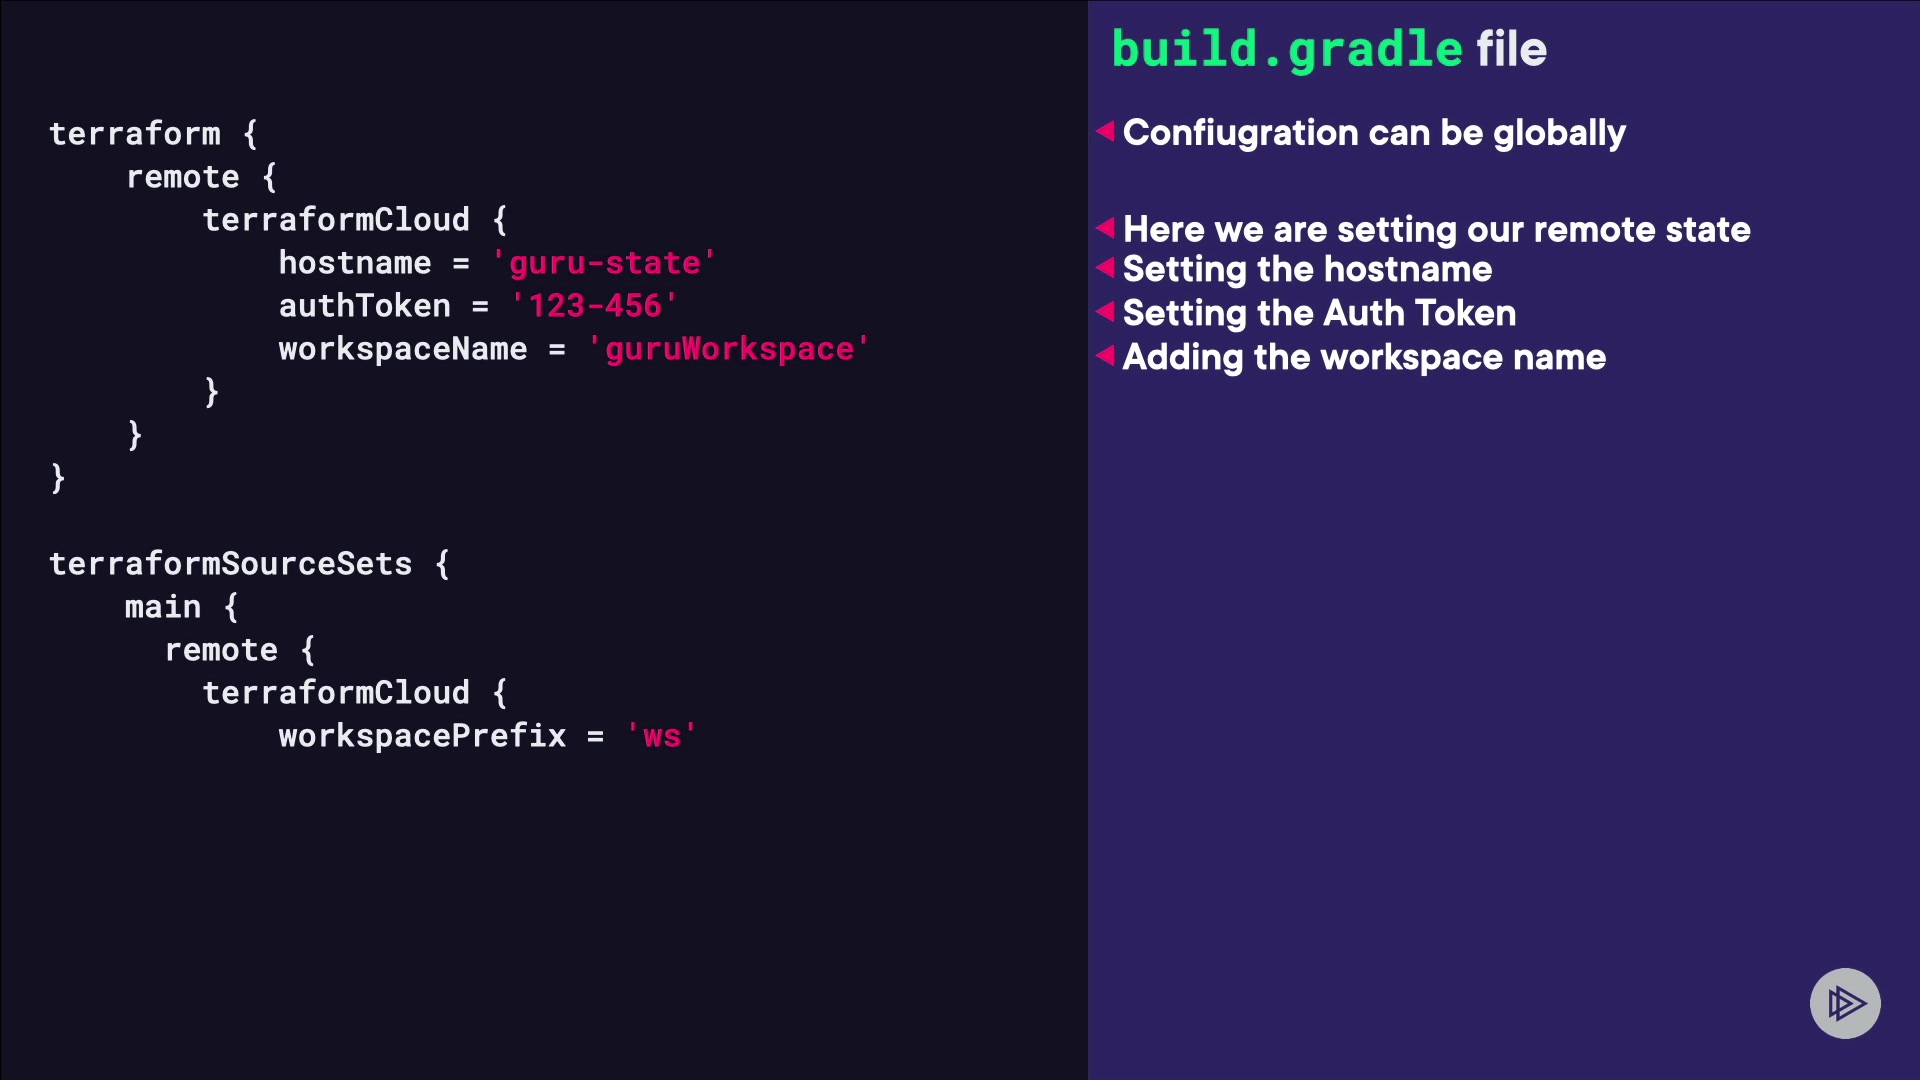 build.gradle file
terraform {
remote {
terraformCloud {
hostname = 'guru-state'
authToken = '123-456'
workspaceName = 'guruWorkspace'
}
}
}
terraformSourceSets {
main {
remote {
terraformCloud {
workspacePrefix = 'ws'
Confiugration can be globally
Here we are setting our remote state
Setting the hostname
Setting the Auth Token
Adding the workspace name